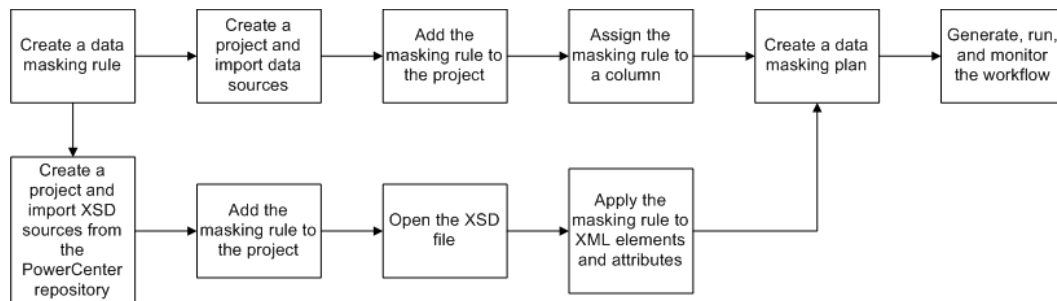 Create a data
masking rule
Create a
project and
import data
sources
Add the
masking rule
to the project
Assign the
masking rule to
a column
Create a data
masking plan
Generate, run,
and monitor
the workflow
Create a
project and
import XSD
sources from
the
PowerCenter
repository
Add the
masking rule to
the project
Open the XSD
file
Apply the
masking rule to
XML elements
and attributes